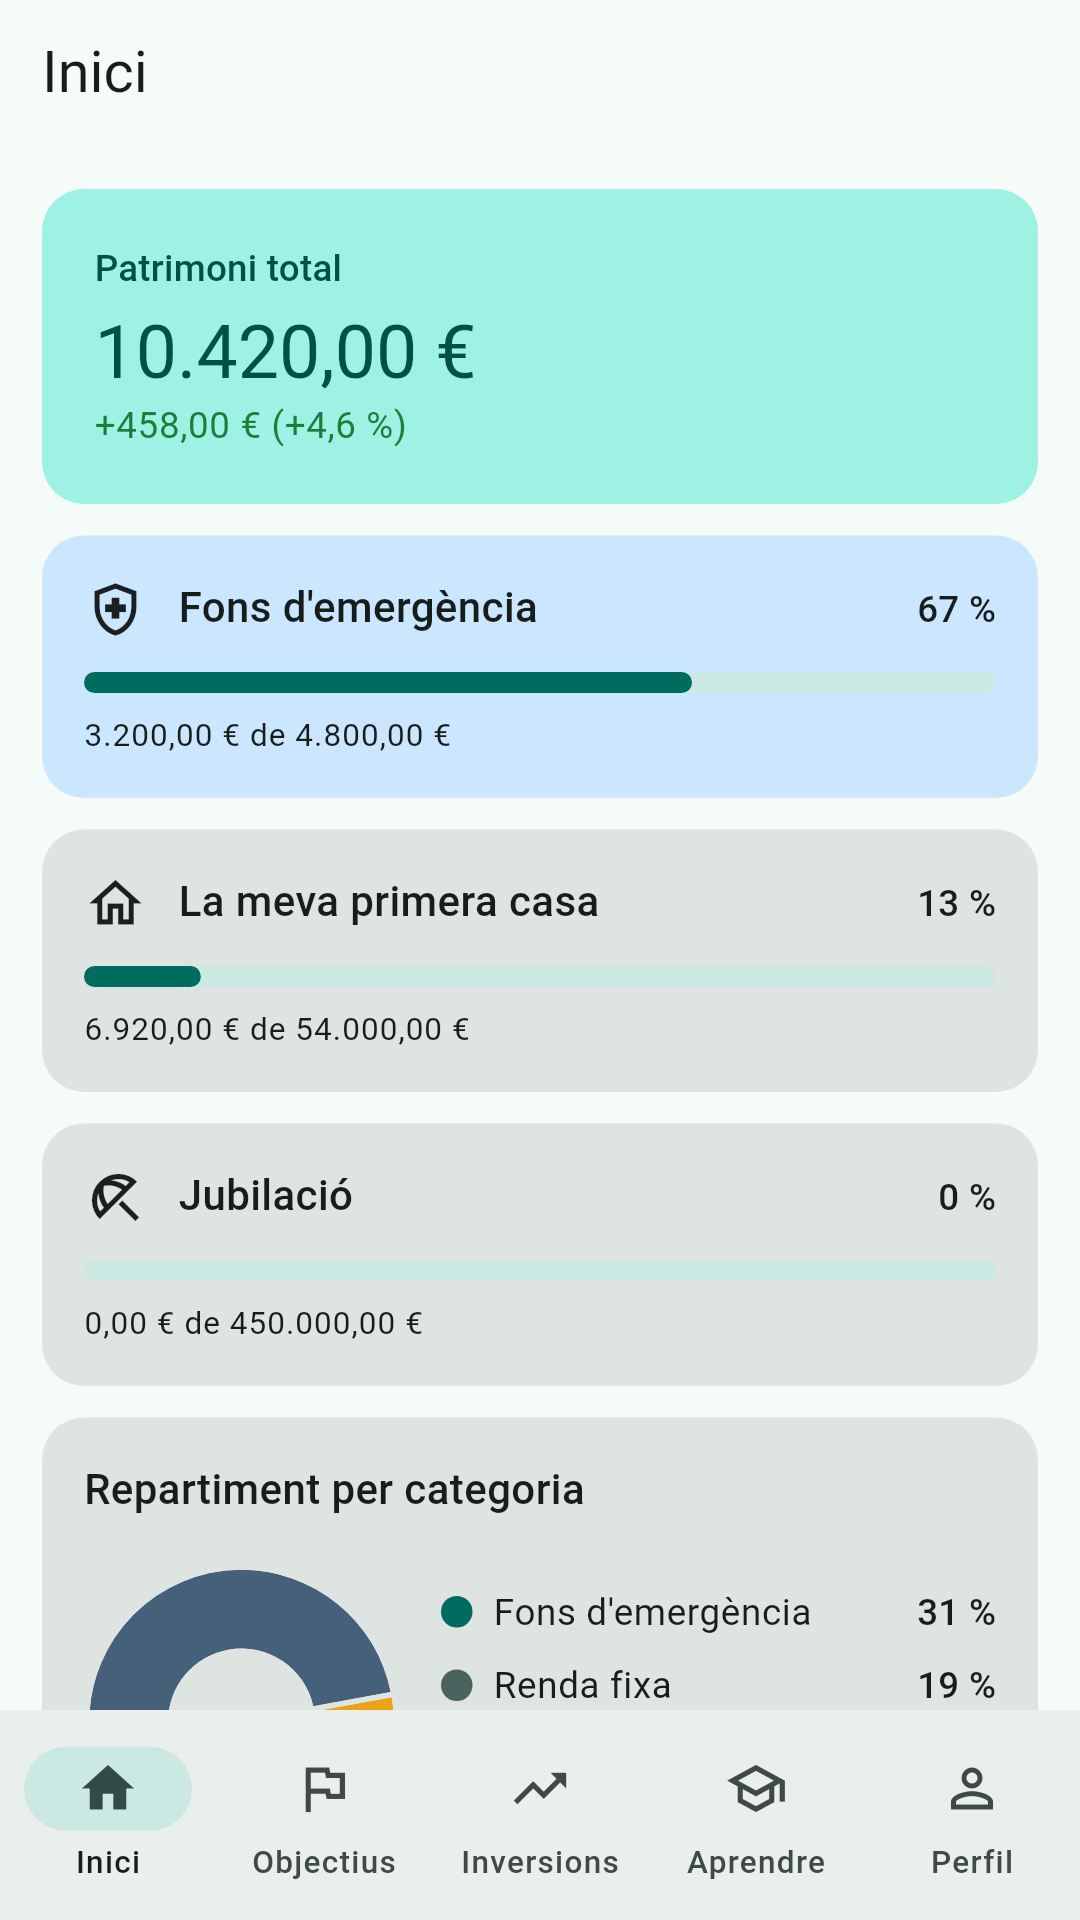 Inici
Patrimoni total
10.420,00 €
+458,00 € (+4,6 %)
Fons d'emergència
67 %
3.200,00 € de 4.800,00 €
La meva primera casa
13 %
6.920,00 € de 54.000,00 €
Jubilació
0 %
0,00 € de 450.000,00 €
Repartiment per categoria
Fons d'emergència
31 %
Renda fixa
19 %
Inici
Objectius
Inversions
Aprendre
Perfil